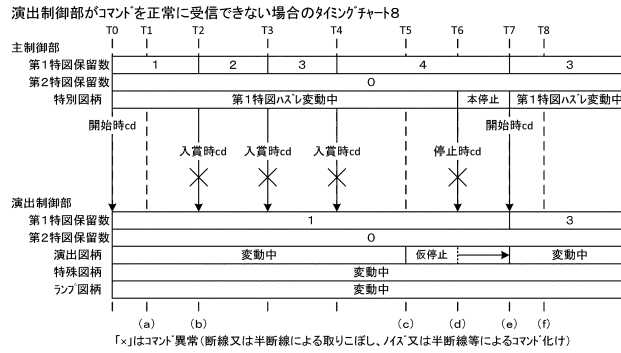 演出制御部がコマンドを正常に受信できない場合のタイミングチャート8
T0 T1 T2 T3 T4 T5 T6 T7 T8
主制御部
第1特図保留数 1 2 3 4 3
第2特図保留数 0
特別図柄 第1特図ハズレ変動中 本停止 第1特図ハズレ変動中
開始時cd 入賞時cd 入賞時cd 入賞時cd 停止時cd 開始時cd
演出制御部
第1特図保留数 1 3
第2特図保留数 0
演出図柄 変動中 仮停止 変動中
特殊図柄 変動中
ランプ図柄 変動中
(a) (b) (c) (d) (e) (f)
「×」はコマンド異常(断線又は半断線による取りこぼし、ノイズ又は半断線等によるコマンド化け)